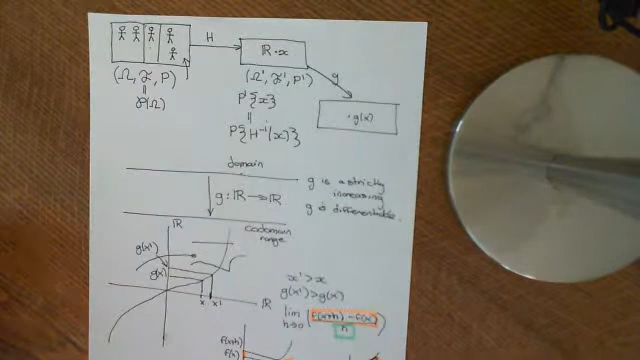 H
ℝ ·x
(Ω, ℱ, P)
(Ω', ℱ', P')
g
=
𝒫(Ω)
P'{x}
=
P{H⁻¹(x)}
· g(x)
domain
g : ℝ → ℝ
g is a strictly
increasing
g is differentiable.
codomain
range
ℝ
g(x')
g(x)
x x'
ℝ
x' > x
g(x') > g(x)
lim
h→0
( f(x+h) - f(x)
h )
f(x+h)
f(x)